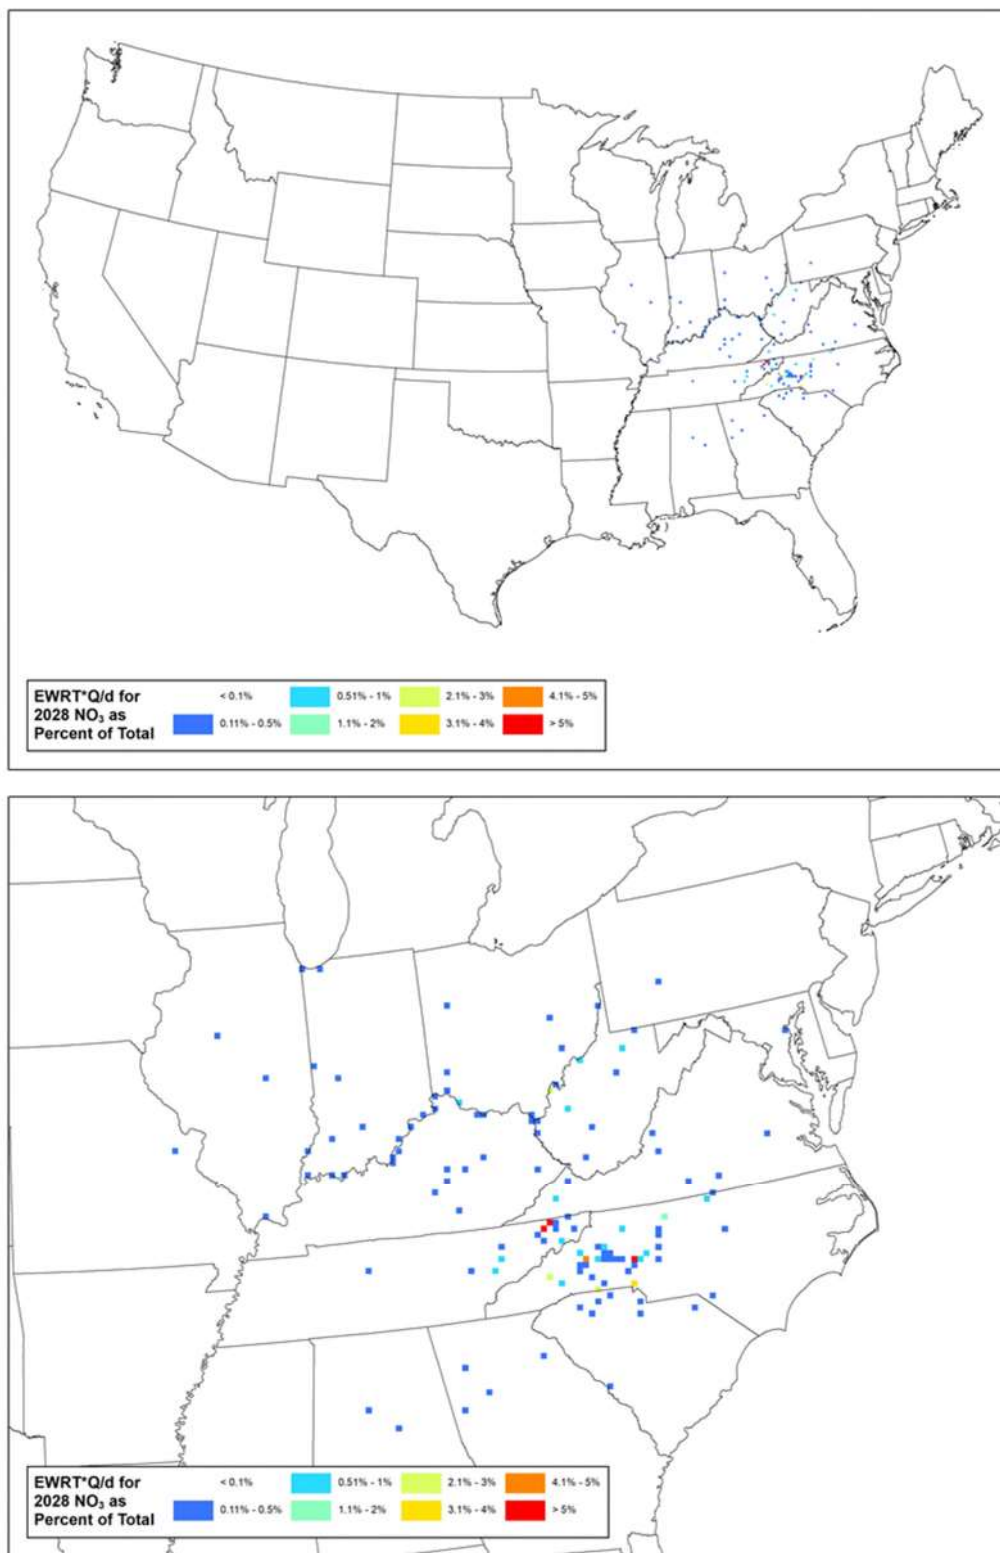 EWRT*Q/d for
2028 NO₃ as
Percent of Total
< 0.1%
0.51% - 1%
2.1% - 3%
4.1% - 5%
0.11% - 0.5%
1.1% - 2%
3.1% - 4%
> 5%
EWRT*Q/d for
2028 NO₃ as
Percent of Total
< 0.1%
0.51% - 1%
2.1% - 3%
4.1% - 5%
0.11% - 0.5%
1.1% - 2%
3.1% - 4%
> 5%